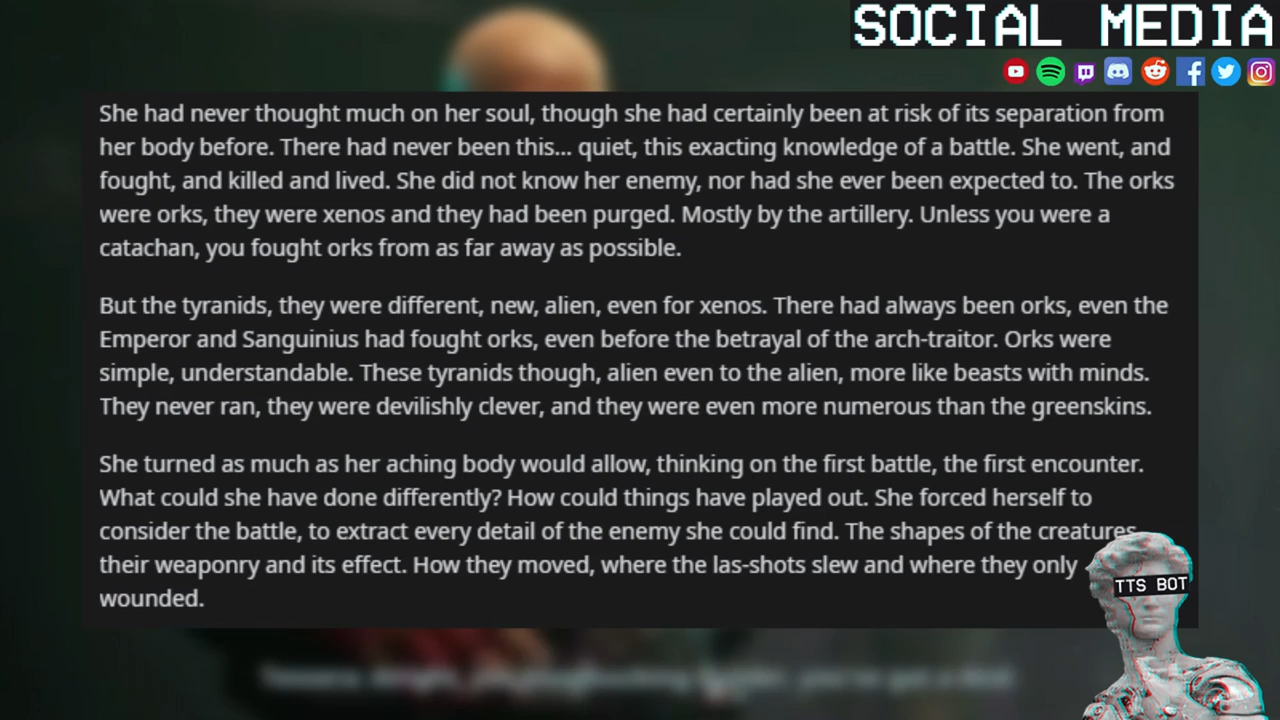 SOCIAL MEDIA
She had never thought much on her soul, though she had certainly been at risk of its separation from
her body before. There had never been this... quiet, this exacting knowledge of a battle. She went, and
fought, and killed and lived. She did not know her enemy, nor had she ever been expected to. The orks
were orks, they were xenos and they had been purged. Mostly by the artillery. Unless you were a
catachan, you fought orks from as far away as possible.
But the tyranids, they were different, new, alien, even for xenos. There had always been orks, even the
Emperor and Sanguinius had fought orks, even before the betrayal of the arch-traitor. Orks were
simple, understandable. These tyranids though, alien even to the alien, more like beasts with minds.
They never ran, they were devilishly clever, and they were even more numerous than the greenskins.
She turned as much as her aching body would allow, thinking on the first battle, the first encounter.
What could she have done differently? How could things have played out. She forced herself to
consider the battle, to extract every detail of the enemy she could find. The shapes of the creatures
their weaponry and its effect. How they moved, where the las-shots slew and where they only
wounded.
TTS BOT